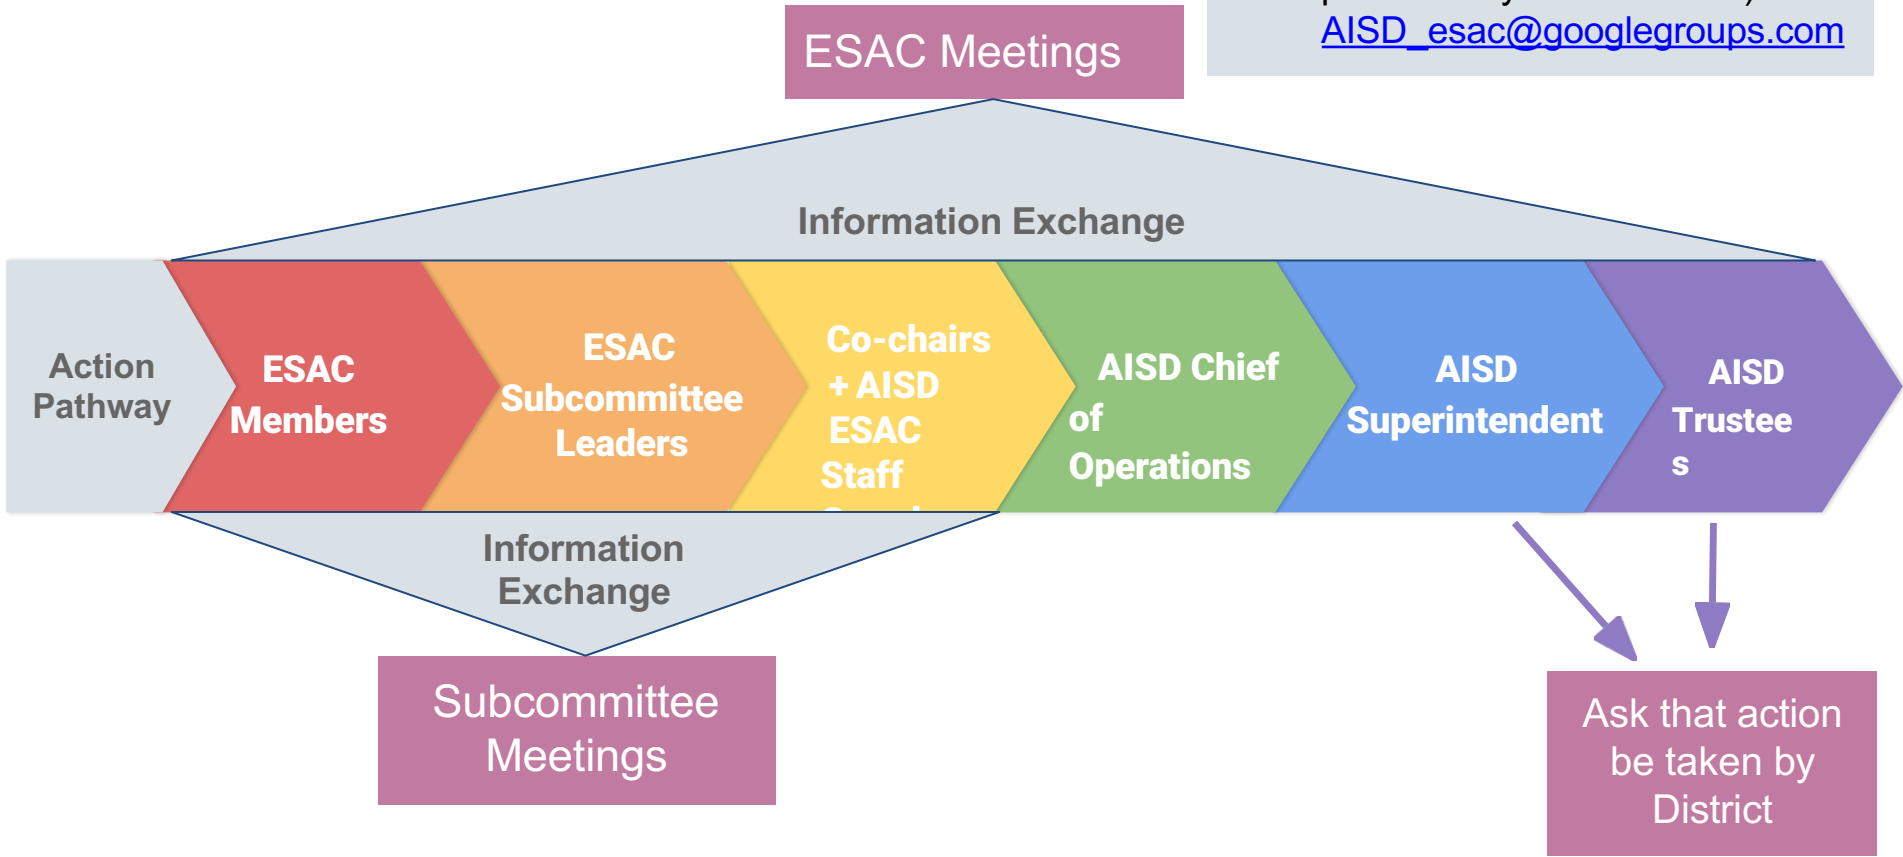 AISD_esac@googlegroups.com
ESAC Meetings
Information Exchange
Action
Pathway
ESAC
Members
ESAC
Subcommittee
Leaders
Co-chairs
+ AISD
ESAC
Staff
AISD Chief
of
Operations
AISD
Superintendent
AISD
Trustee
s
Information
Exchange
Subcommittee
Meetings
Ask that action
be taken by
District